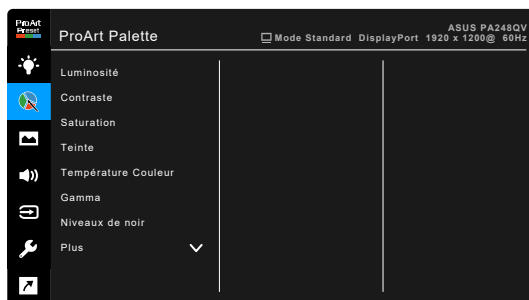 ProArt
Preset
ProArt Palette
ASUS PA248QV
Mode Standard DisplayPort 1920 x 1200@ 60Hz
Luminosité
Contraste
Saturation
Teinte
Température Couleur
Gamma
Niveaux de noir
Plus